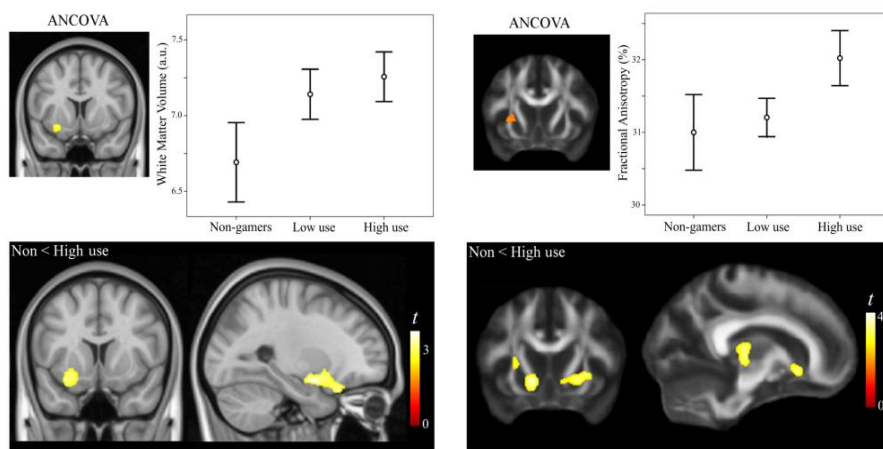 ANCOVA
White Matter Volume (a.u.)
7.5
7.0
6.5
Non-gamers Low use High use
Non < High use
t
3
0
ANCOVA
Fractional Anisotropy (%)
32
31
30
Non-gamers Low use High use
Non < High use
t
4
0